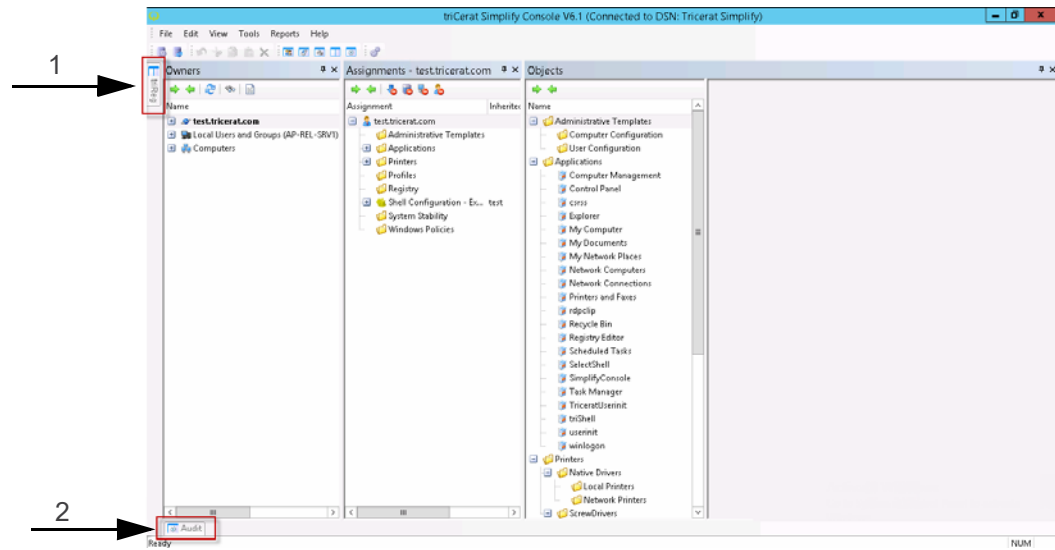 triCerat Simplify Console V6.1 (Connected to DSN: Tricerat Simplify)
File Edit View Tools Reports Help
1
triReg
Owners
Name
test.tricerat.com
Local Users and Groups (AP-REL-SRV1)
Computers
Assignments - test.tricerat.com
Assignment Inherite
test.tricerat.com
Administrative Templates
Applications
Printers
Profiles
Registry
Shell Configuration - Ex... test
System Stability
Windows Policies
Objects
Name
Administrative Templates
Computer Configuration
User Configuration
Applications
Computer Management
Control Panel
csrss
Explorer
My Computer
My Documents
My Network Places
Network Computers
Network Connections
Printers and Faxes
rdpclip
Recycle Bin
Registry Editor
Scheduled Tasks
SelectShell
SimplifyConsole
Task Manager
TriceratUserinit
triShell
userinit
winlogon
Printers
Native Drivers
Local Printers
Network Printers
ScrewDrivers
2
Audit
Ready
NUM